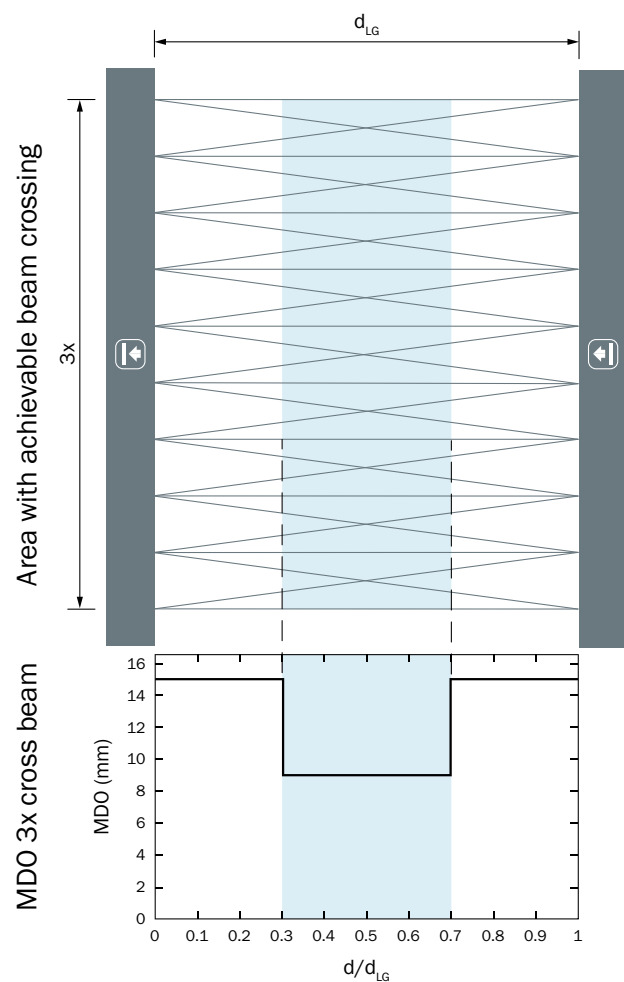 dLG
Area with achievable beam crossing
3x
MDO 3x cross beam
MDO (mm)
16
14
12
10
8
6
4
2
0
0 0.1 0.2 0.3 0.4 0.5 0.6 0.7 0.8 0.9 1
d/dLG